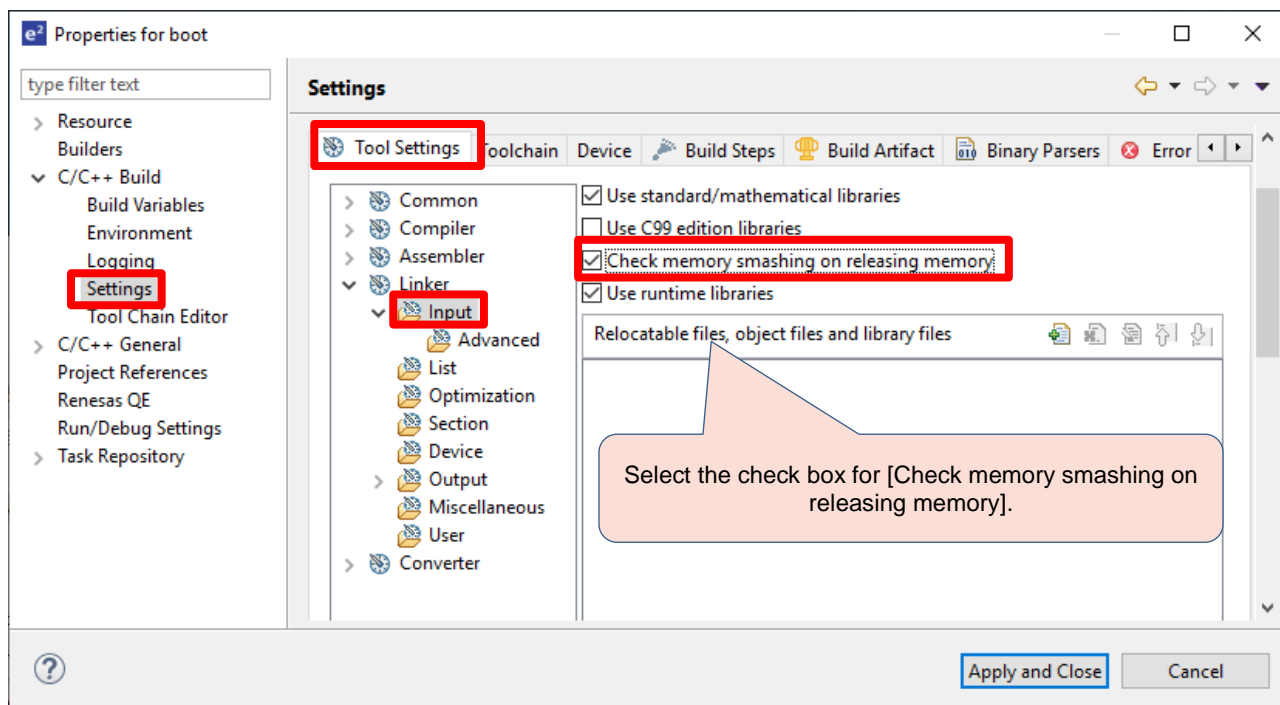 e² Properties for boot
type filter text
Settings
Resource
Builders
C/C++ Build
Build Variables
Environment
Logging
Settings
Tool Chain Editor
C/C++ General
Project References
Renesas QE
Run/Debug Settings
Task Repository
Tool Settings Toolchain Device Build Steps Build Artifact 010 Binary Parsers Error
Common
Compiler
Assembler
Linker
Input
Advanced
List
Optimization
Section
Device
Output
Miscellaneous
User
Converter
Use standard/mathematical libraries
Use C99 edition libraries
Check memory smashing on releasing memory
Use runtime libraries
Relocatable files, object files and library files
Select the check box for [Check memory smashing on
releasing memory].
?
Apply and Close Cancel